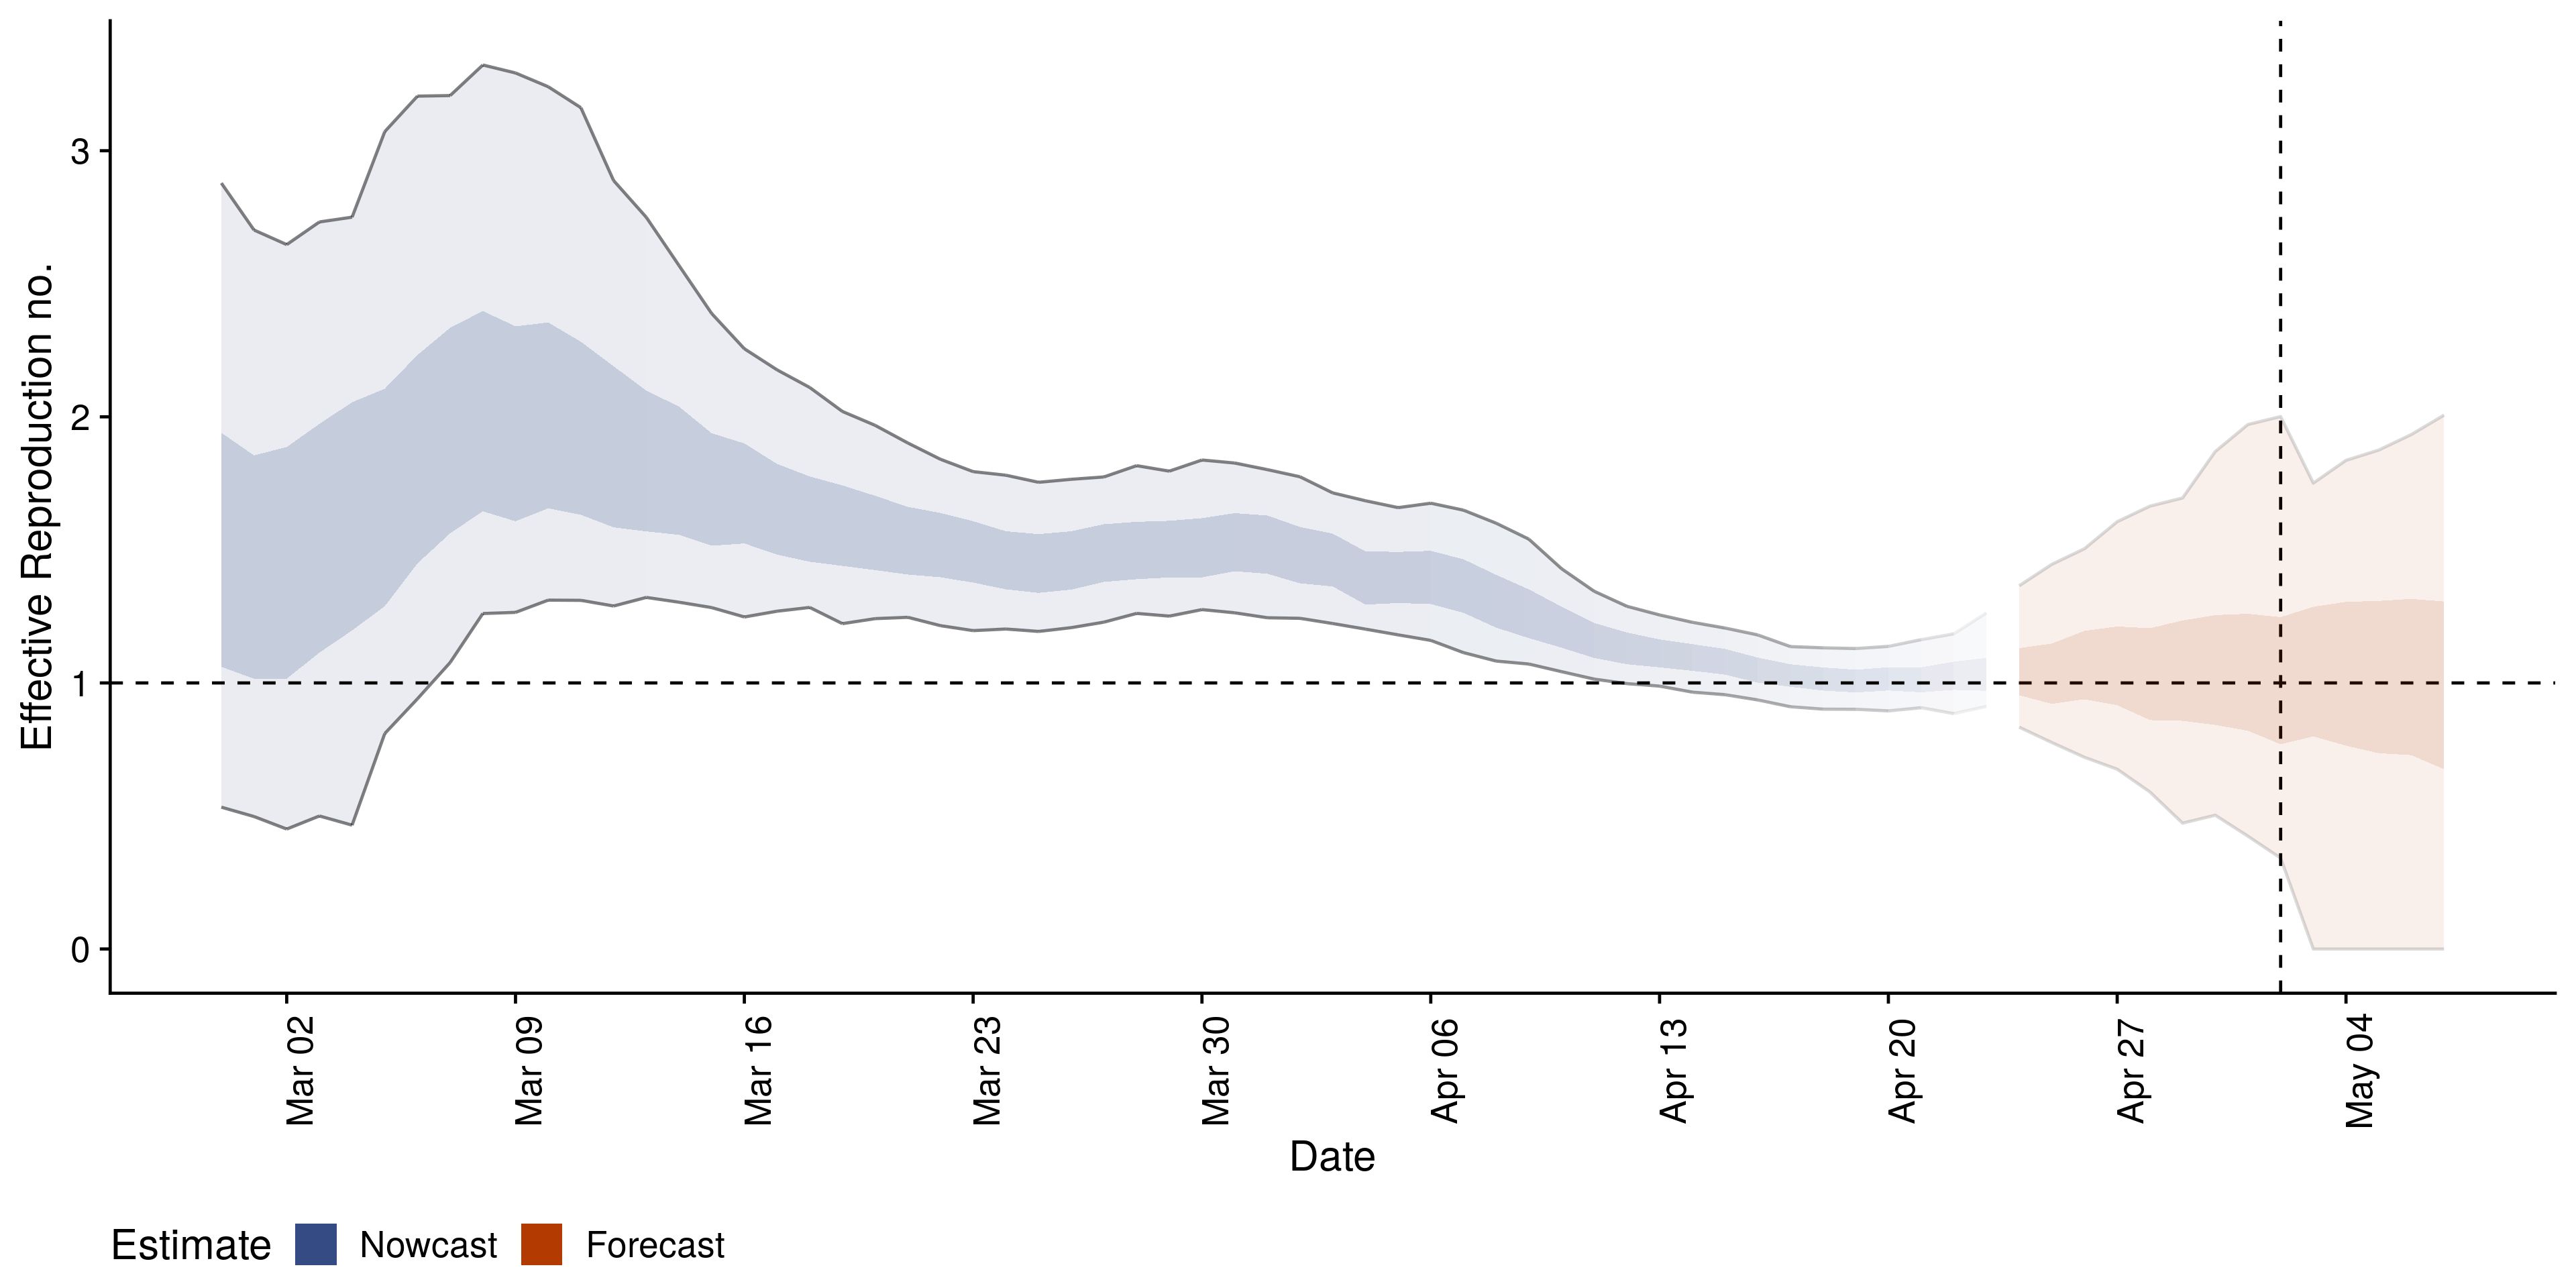 Effective Reproduction no.
3
2
1
0
Mar 02
Mar 09
Mar 16
Mar 23
Mar 30
Apr 06
Apr 13
Apr 20
Apr 27
May 04
Date
Estimate Nowcast Forecast